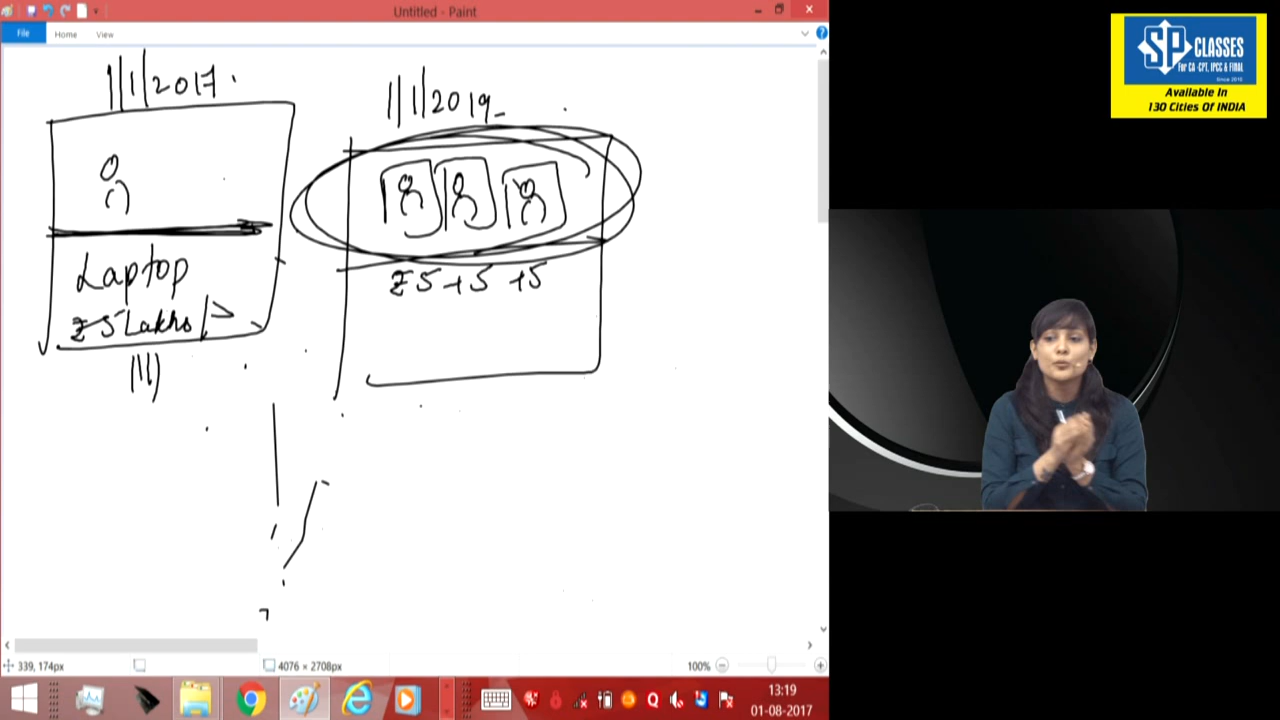 Untitled - Paint
File Home View
1/1/2017.
1/1/2019
Laptop
₹5 Lakhs/-
₹5+5+5
339, 174px
4076 × 2708px
100%
13:19
01-08-2017
SP CLASSES
For CA -CPT, IPCC & FINAL
Since 2010
Available In
130 Cities Of INDIA